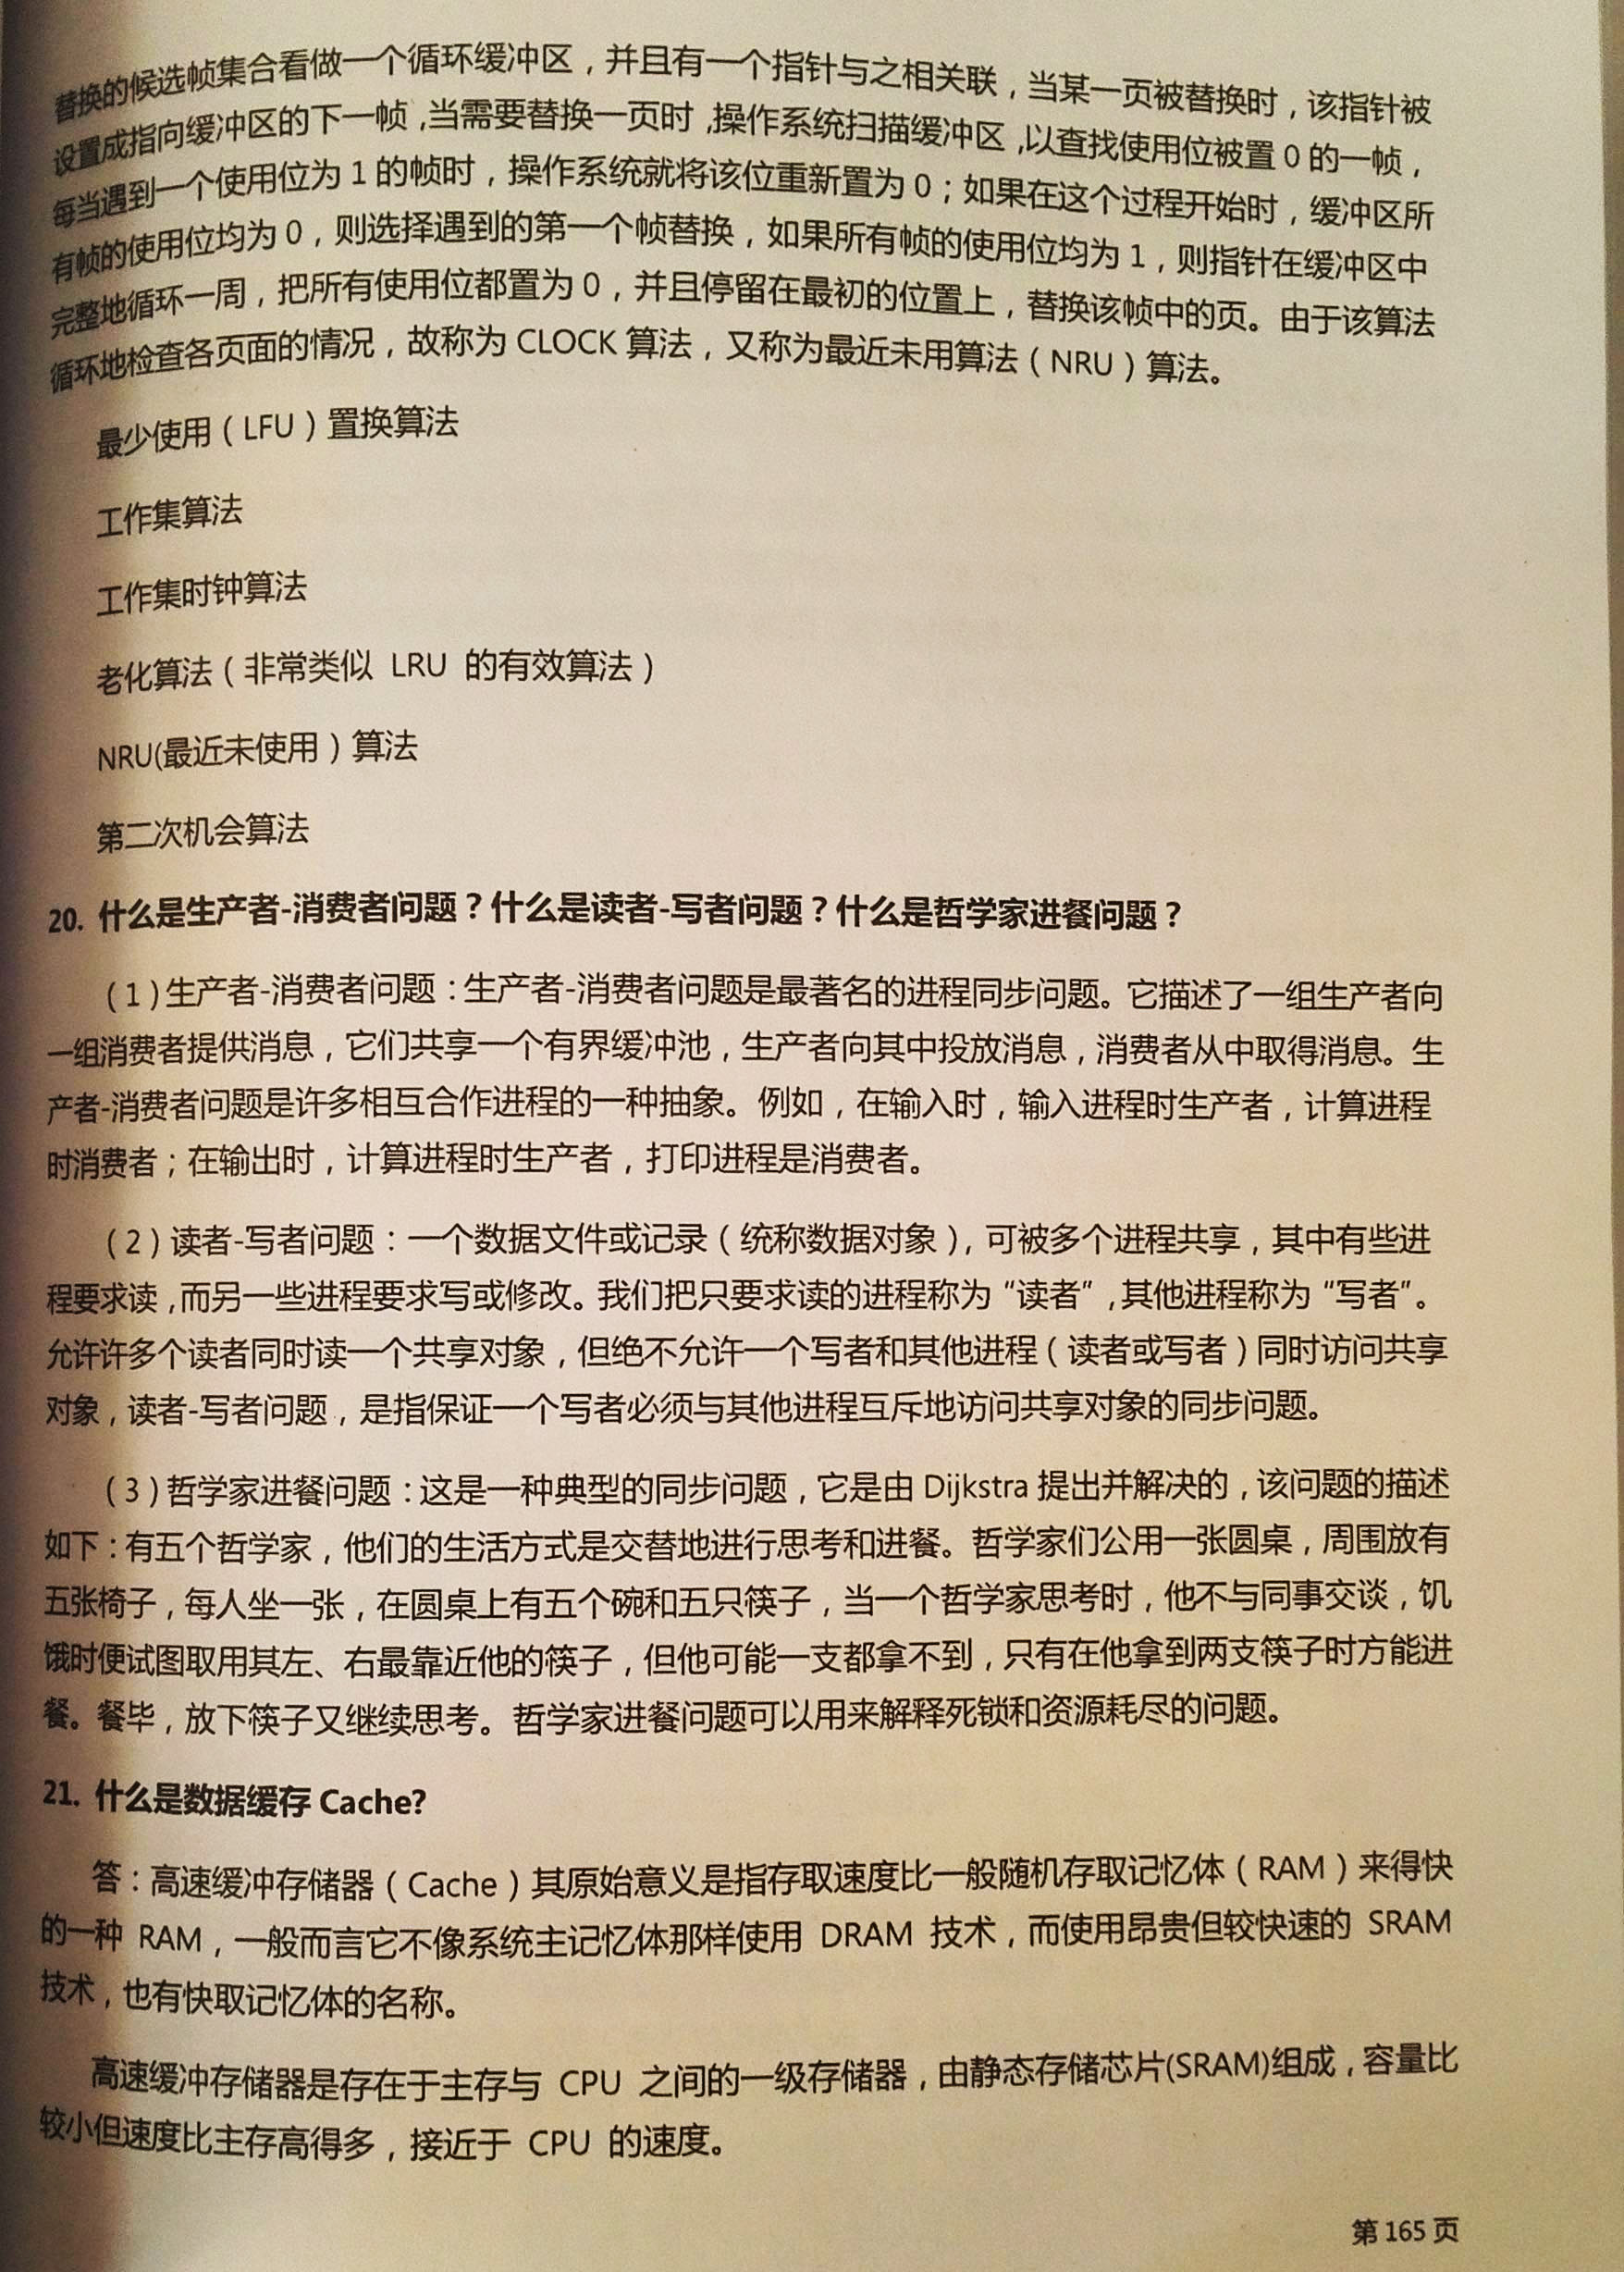 替换的候选帧集合看做一个循环缓冲区，并且有一个指针与之相关联，当某一页被替换时，该指针被
设置成指向缓冲区的下一帧，当需要替换一页时，操作系统扫描缓冲区，以查找使用位被置0的一帧，
每当遇到一个使用位为1的帧时，操作系统就将该位重新置为0；如果在这个过程开始时，缓冲区所
有帧的使用位均为0，则选择遇到的第一个帧替换，如果所有帧的使用位均为1，则指针在缓冲区中
完整地循环一周，把所有使用位都置为0，并且停留在最初的位置上，替换该帧中的页。由于该算法
循环地检查各页面的情况，故称为 CLOCK 算法，又称为最近未用算法（NRU）算法。
最少使用（LFU）置换算法
工作集算法
工作集时钟算法
老化算法（非常类似 LRU 的有效算法）
NRU(最近未使用）算法
第二次机会算法
20. 什么是生产者-消费者问题？什么是读者-写者问题？什么是哲学家进餐问题？
（1）生产者-消费者问题：生产者-消费者问题是最著名的进程同步问题。它描述了一组生产者向
一组消费者提供消息，它们共享一个有界缓冲池，生产者向其中投放消息，消费者从中取得消息。生
产者-消费者问题是许多相互合作进程的一种抽象。例如，在输入时，输入进程时生产者，计算进程
时消费者；在输出时，计算进程时生产者，打印进程是消费者。
（2）读者-写者问题：一个数据文件或记录（统称数据对象），可被多个进程共享，其中有些进
程要求读，而另一些进程要求写或修改。我们把只要求读的进程称为“读者”，其他进程称为“写者”。
允许许多个读者同时读一个共享对象，但绝不允许一个写者和其他进程（读者或写者）同时访问共享
对象，读者-写者问题，是指保证一个写者必须与其他进程互斥地访问共享对象的同步问题。
（3）哲学家进餐问题：这是一种典型的同步问题，它是由 Dijkstra 提出并解决的，该问题的描述
如下：有五个哲学家，他们的生活方式是交替地进行思考和进餐。哲学家们公用一张圆桌，周围放有
五张椅子，每人坐一张，在圆桌上有五个碗和五只筷子，当一个哲学家思考时，他不与同事交谈，饥
饿时便试图取用其左、右最靠近他的筷子，但他可能一支都拿不到，只有在他拿到两支筷子时方能进
餐。餐毕，放下筷子又继续思考。哲学家进餐问题可以用来解释死锁和资源耗尽的问题。
21. 什么是数据缓存 Cache?
答：高速缓冲存储器（Cache）其原始意义是指存取速度比一般随机存取记忆体（RAM）来得快
的一种 RAM，一般而言它不像系统主记忆体那样使用 DRAM 技术，而使用昂贵但较快速的 SRAM
技术，也有快取记忆体的名称。
高速缓冲存储器是存在于主存与 CPU 之间的一级存储器，由静态存储芯片(SRAM)组成，容量比
较小但速度比主存高得多，接近于 CPU 的速度。
第 165 页